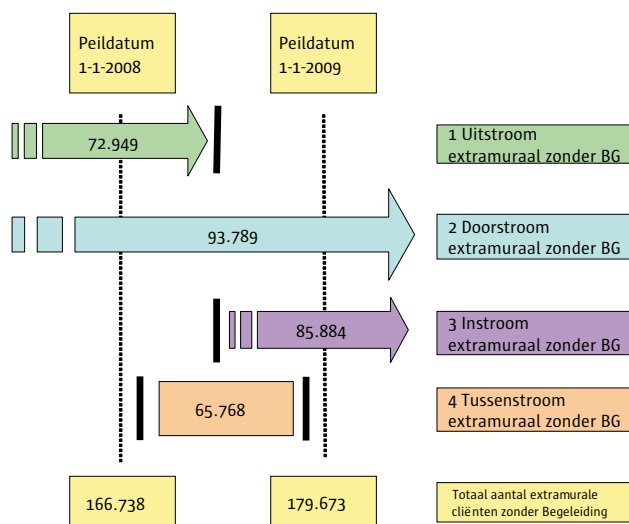 Peildatum
1-1-2008
Peildatum
1-1-2009
72.949
1 Uitstroom
extramuraal zonder BG
93.789
2 Doorstroom
extramuraal zonder BG
85.884
3 Instroom
extramuraal zonder BG
65.768
4 Tussenstroom
extramuraal zonder BG
166.738
179.673
Totaal aantal extramurale
cliënten zonder Begeleiding